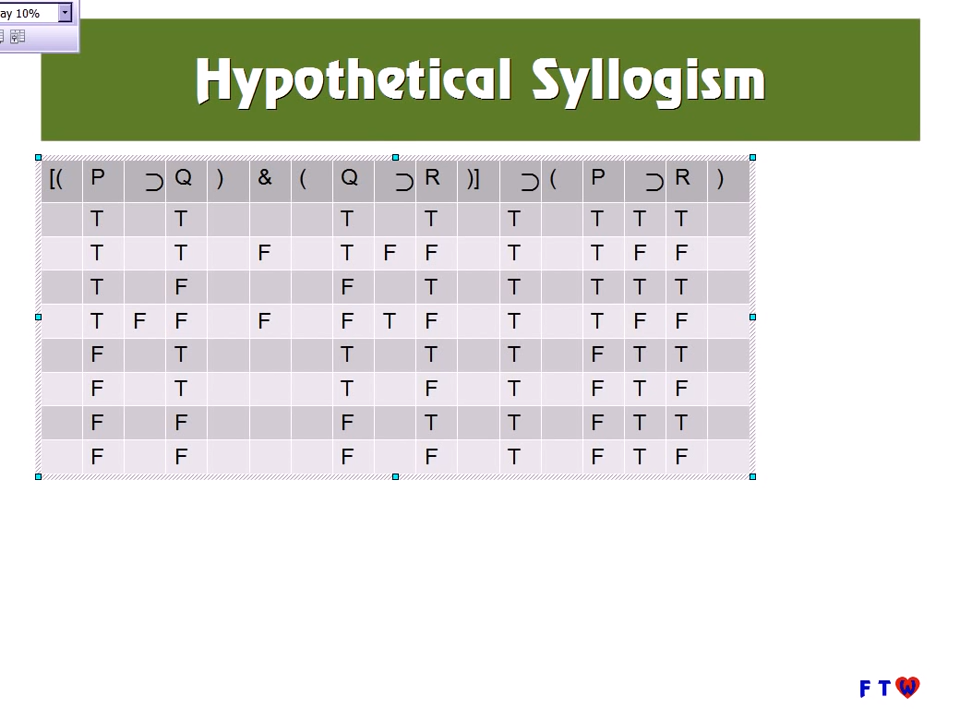 ay 10%
Hypothetical Syllogism
[( P ⊃ Q ) & ( Q ⊃ R )] ⊃ ( P ⊃ R )
T T T T T T T T
T T F T F F T T F F
T F F T T T T T
T F F F F T F T T F F
F T T T T F T T
F T T F T F T F
F F F T T F T T
F F F F T F T F
F T W